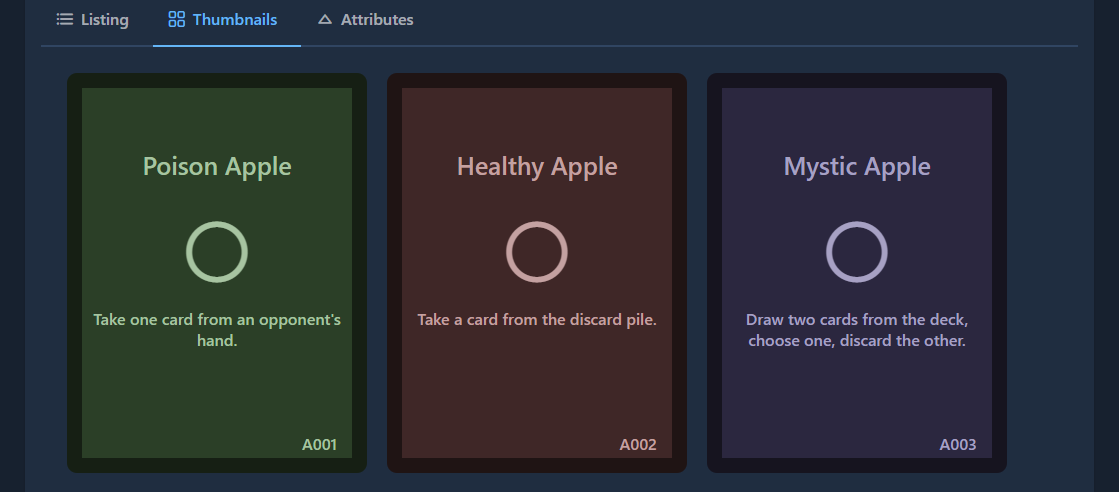 Listing
Thumbnails
Attributes
Poison Apple
Take one card from an opponent's
hand.
A001
Healthy Apple
Take a card from the discard pile.
A002
Mystic Apple
Draw two cards from the deck,
choose one, discard the other.
A003